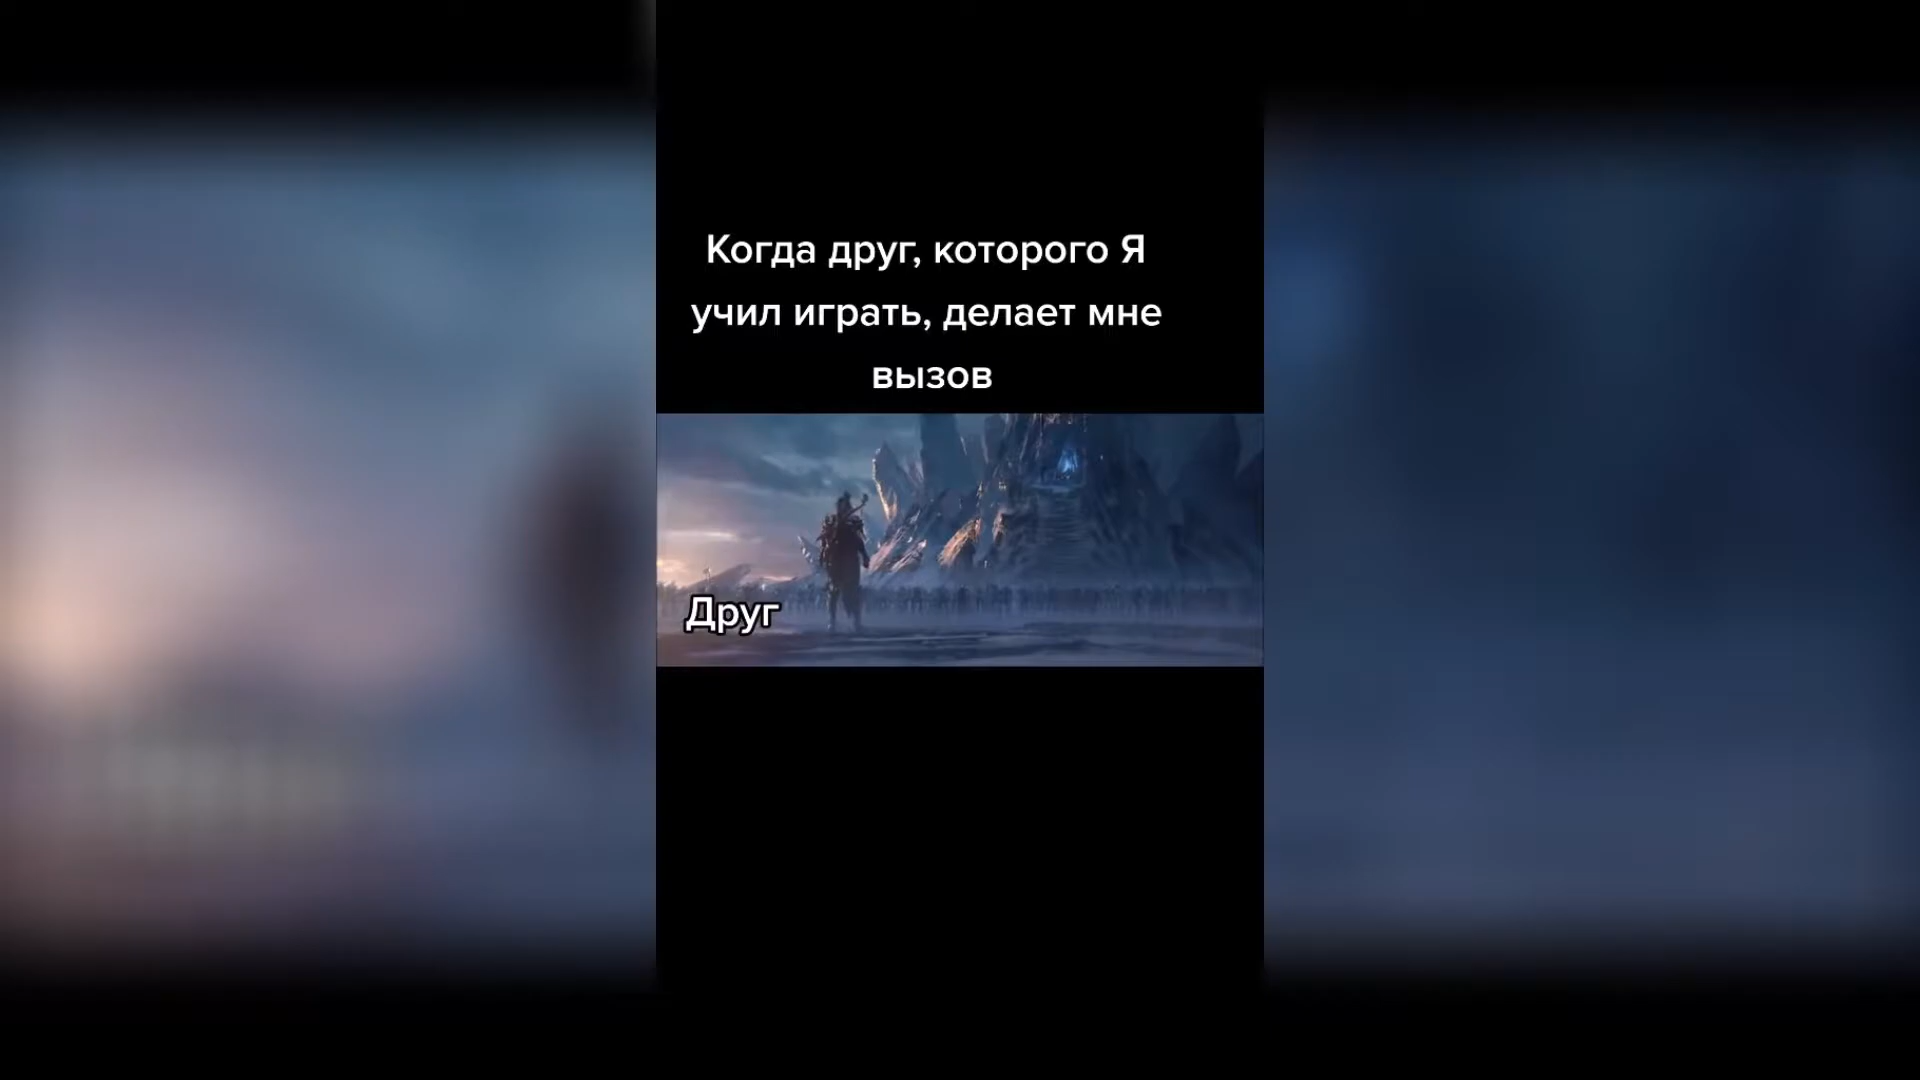 Когда друг, которого Я
учил играть, делает мне
вызов
Друг